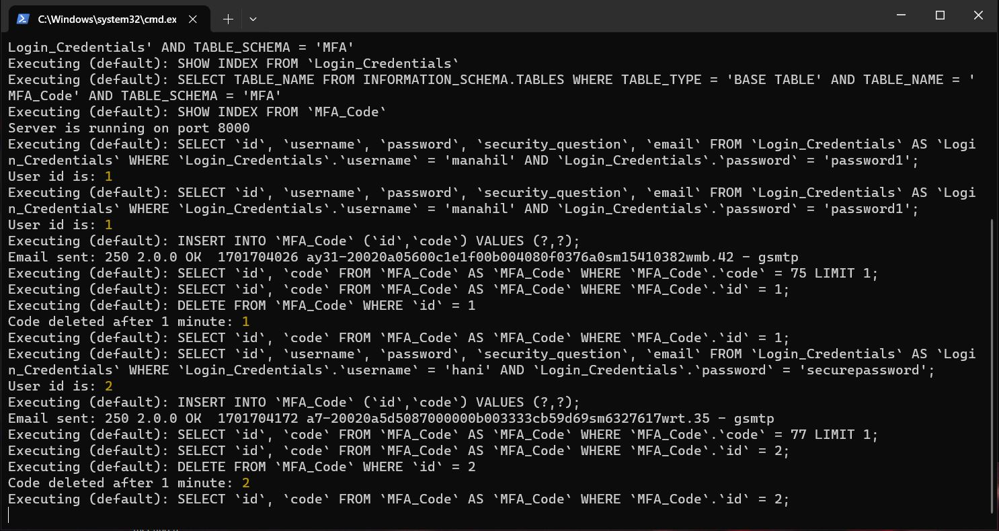 C:\Windows\system32\cmd.ex
Login_Credentials' AND TABLE_SCHEMA = 'MFA'
Executing (default): SHOW INDEX FROM `Login_Credentials`
Executing (default): SELECT TABLE_NAME FROM INFORMATION_SCHEMA.TABLES WHERE TABLE_TYPE = 'BASE TABLE' AND TABLE_NAME = '
MFA_Code' AND TABLE_SCHEMA = 'MFA'
Executing (default): SHOW INDEX FROM `MFA_Code`
Server is running on port 8000
Executing (default): SELECT `id`, `username`, `password`, `security_question`, `email` FROM `Login_Credentials` AS `Logi
n_Credentials` WHERE `Login_Credentials`.`username` = 'manahil' AND `Login_Credentials`.`password` = 'password1';
User id is: 1
Executing (default): SELECT `id`, `username`, `password`, `security_question`, `email` FROM `Login_Credentials` AS `Logi
n_Credentials` WHERE `Login_Credentials`.`username` = 'manahil' AND `Login_Credentials`.`password` = 'password1';
User id is: 1
Executing (default): INSERT INTO `MFA_Code` (`id`,`code`) VALUES (?,?);
Email sent: 250 2.0.0 OK  1701704026 ay31-20020a05600c1e1f00b004080f0376a0sm15410382wmb.42 - gsmtp
Executing (default): SELECT `id`, `code` FROM `MFA_Code` AS `MFA_Code` WHERE `MFA_Code`.`code` = 75 LIMIT 1;
Executing (default): SELECT `id`, `code` FROM `MFA_Code` AS `MFA_Code` WHERE `MFA_Code`.`id` = 1;
Executing (default): DELETE FROM `MFA_Code` WHERE `id` = 1
Code deleted after 1 minute: 1
Executing (default): SELECT `id`, `code` FROM `MFA_Code` AS `MFA_Code` WHERE `MFA_Code`.`id` = 1;
Executing (default): SELECT `id`, `username`, `password`, `security_question`, `email` FROM `Login_Credentials` AS `Logi
n_Credentials` WHERE `Login_Credentials`.`username` = 'hani' AND `Login_Credentials`.`password` = 'securepassword';
User id is: 2
Executing (default): INSERT INTO `MFA_Code` (`id`,`code`) VALUES (?,?);
Email sent: 250 2.0.0 OK  1701704172 a7-20020a5d5087000000b003333cb59d69sm6327617wrt.35 - gsmtp
Executing (default): SELECT `id`, `code` FROM `MFA_Code` AS `MFA_Code` WHERE `MFA_Code`.`code` = 77 LIMIT 1;
Executing (default): SELECT `id`, `code` FROM `MFA_Code` AS `MFA_Code` WHERE `MFA_Code`.`id` = 2;
Executing (default): DELETE FROM `MFA_Code` WHERE `id` = 2
Code deleted after 1 minute: 2
Executing (default): SELECT `id`, `code` FROM `MFA_Code` AS `MFA_Code` WHERE `MFA_Code`.`id` = 2;